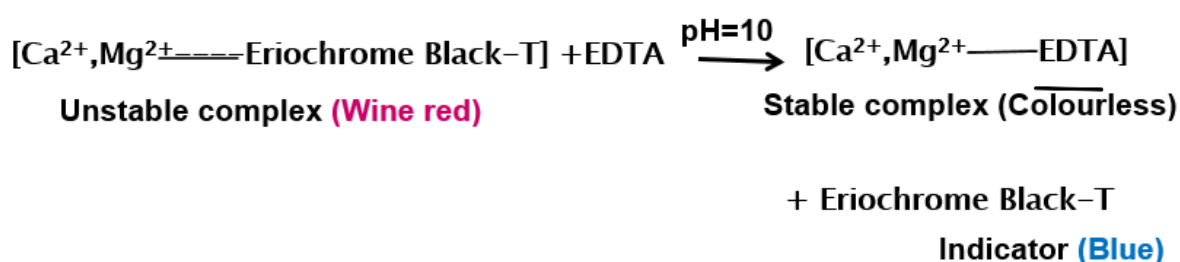 [Ca²⁺,Mg²⁺----Eriochrome Black-T] +EDTA pH=10 [Ca²⁺,Mg²⁺——EDTA]
Unstable complex (Wine red) Stable complex (Colourless)
+ Eriochrome Black-T
Indicator (Blue)